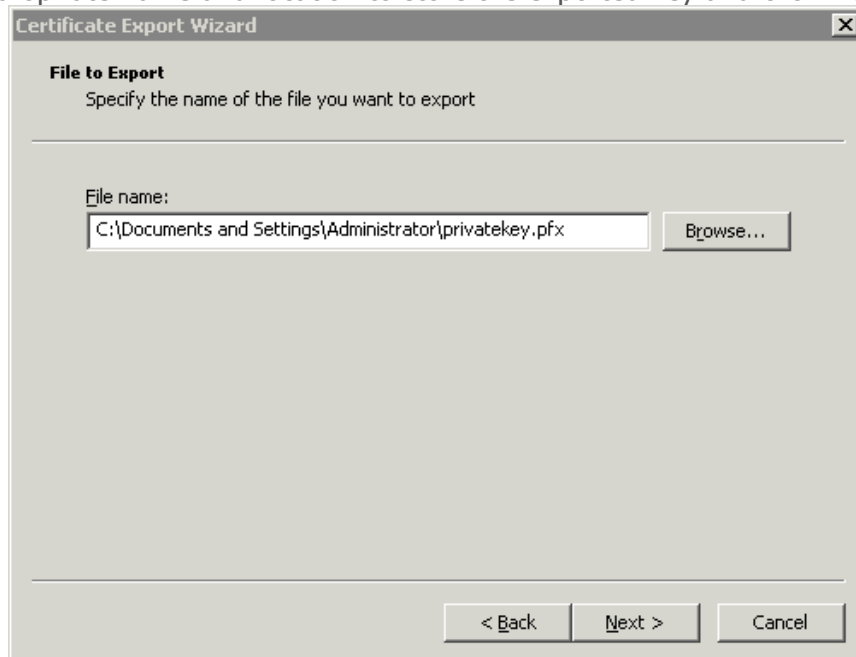 Certificate Export Wizard
File to Export
Specify the name of the file you want to export
File name:
C:\Documents and Settings\Administrator\privatekey.pfx
Browse...
< Back
Next >
Cancel